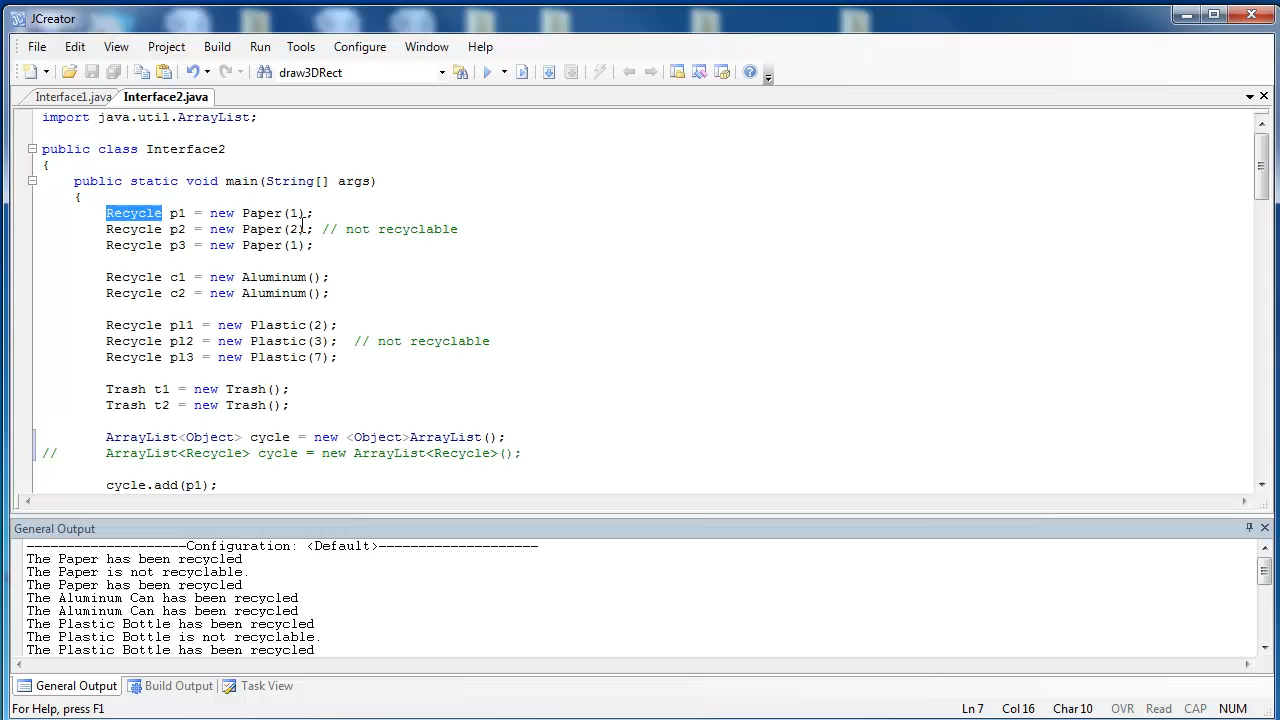 JCreator
File Edit View Project Build Run Tools Configure Window Help
draw3DRect
Interface1.java Interface2.java
import java.util.ArrayList;
public class Interface2
{
public static void main(String[] args)
{
Recycle p1 = new Paper(1);
Recycle p2 = new Paper(2); // not recyclable
Recycle p3 = new Paper(1);
Recycle c1 = new Aluminum();
Recycle c2 = new Aluminum();
Recycle pl1 = new Plastic(2);
Recycle pl2 = new Plastic(3); // not recyclable
Recycle pl3 = new Plastic(7);
Trash t1 = new Trash();
Trash t2 = new Trash();
ArrayList<Object> cycle = new <Object>ArrayList();
// ArrayList<Recycle> cycle = new ArrayList<Recycle>();
cycle.add(p1);
General Output
--------------------Configuration: <Default>--------------------
The Paper has been recycled
The Paper is not recyclable.
The Paper has been recycled
The Aluminum Can has been recycled
The Aluminum Can has been recycled
The Plastic Bottle has been recycled
The Plastic Bottle is not recyclable.
The Plastic Bottle has been recycled
General Output Build Output Task View
For Help, press F1 Ln 7 Col 16 Char 10 OVR Read CAP NUM